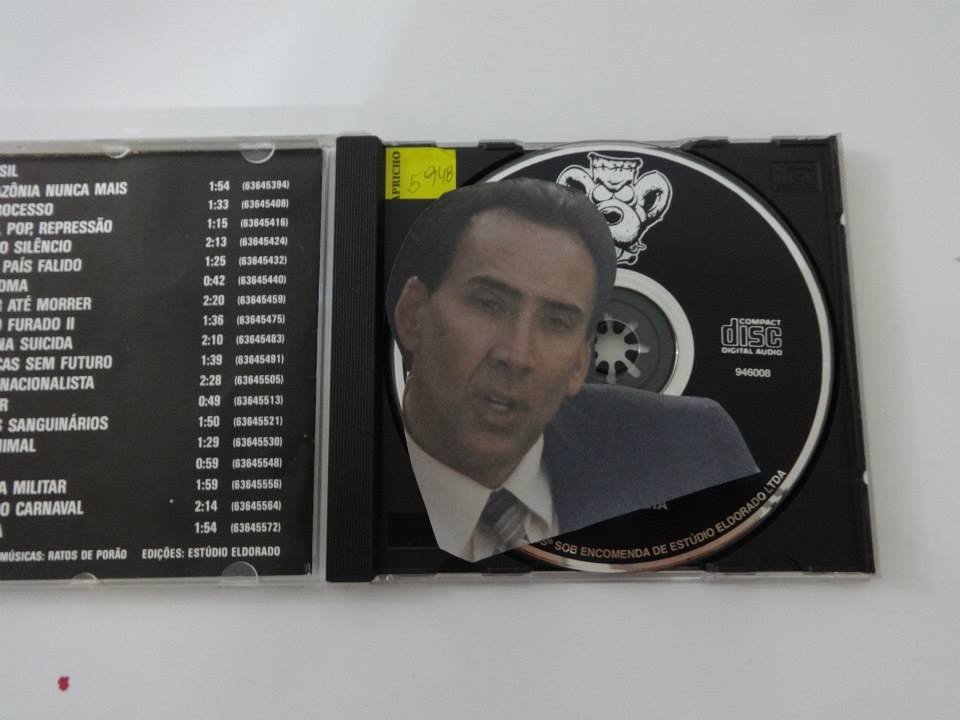 SIL
AZÔNIA NUNCA MAIS 1:54 (63645394)
ROCESSO 1:33 (63645408)
, POP, REPRESSÃO 1:15 (63645416)
O SILÊNCIO 2:13 (63645424)
PAÍS FALIDO 1:25 (63645432)
OMA 0:42 (63645440)
R ATÉ MORRER 2:20 (63645459)
O FURADO II 1:36 (63645475)
NA SUICIDA 2:10 (63645483)
ÇAS SEM FUTURO 1:39 (63645491)
NACIONALISTA 2:28 (63645505)
R 0:49 (63645513)
S SANGUINÁRIOS 1:50 (63645521)
NIMAL 1:29 (63645530)
0:59 (63645548)
A MILITAR 1:59 (63645556)
O CARNAVAL 2:14 (63645564)
A 1:54 (63645572)
MÚSICAS: RATOS DE PORÃO EDIÇÕES: ESTÚDIO ELDORADO
APRICHO
5948
COMPACT
disc
DIGITAL AUDIO
946008
SOB ENCOMENDA DE ESTÚDIO ELDORADO LTDA